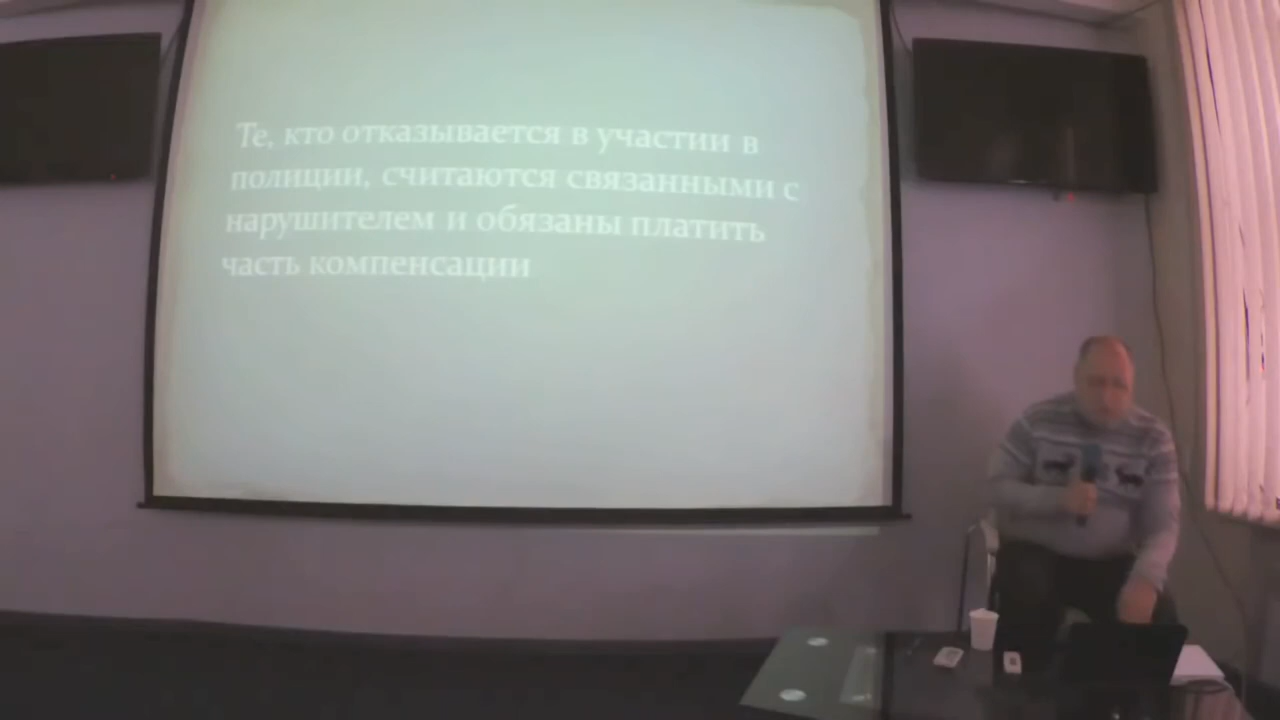 Те, кто отказывается в участии в
полиции, считаются связанными с
нарушителем и обязаны платить
часть компенсации